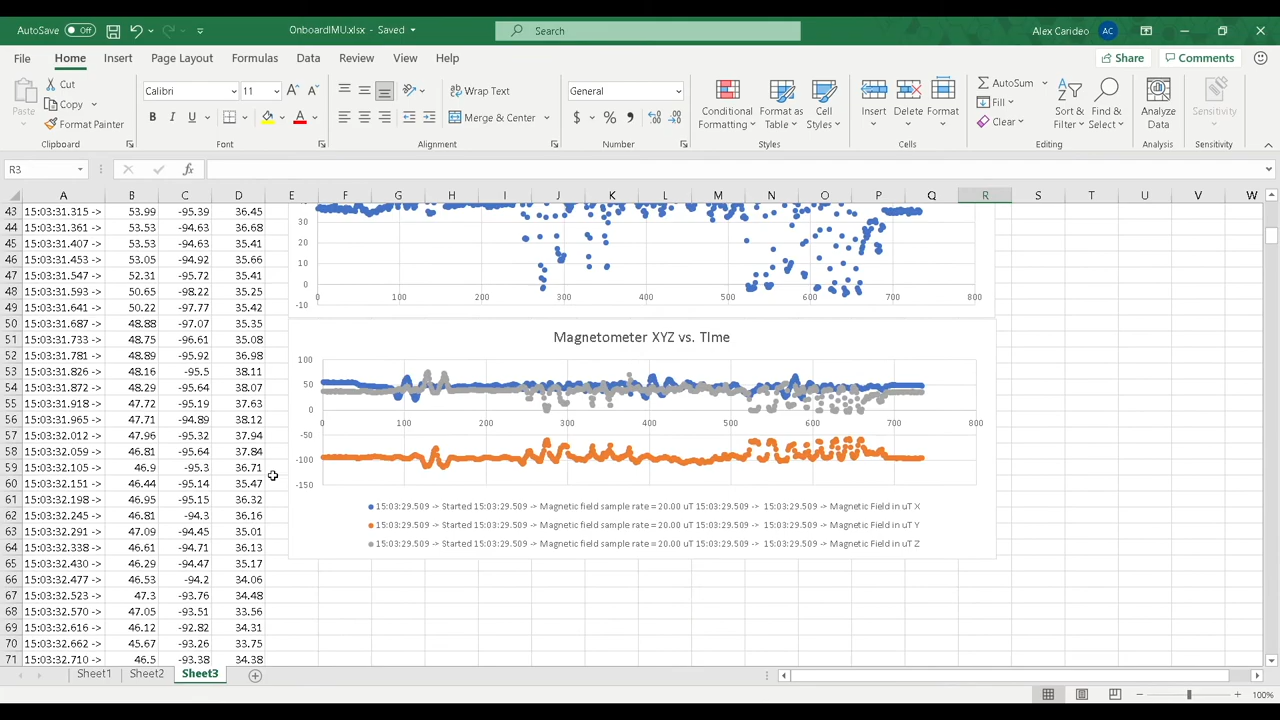 AutoSave Off OnboardIMU.xlsx - Saved Search Alex Carideo AC
File Home Insert Page Layout Formulas Data Review View Help Share Comments
Cut Calibri 11 Wrap Text General AutoSum
Paste Copy Fill
Format Painter Merge & Center Conditional Formatting Format as Table Cell Styles Insert Delete Format Clear Sort & Filter Find & Select Analyze Data Sensitivity
Clipboard Font Alignment Number Styles Cells Editing Analysis Sensitivity
R3 fx
A B C D E F G H I J K L M N O P Q R S T U V W
43 15:03:31.315 -> 53.99 -95.39 36.45
44 15:03:31.361 -> 53.53 -94.63 36.68
45 15:03:31.407 -> 53.53 -94.63 35.41
46 15:03:31.453 -> 53.13 -94.92 35.66
47 15:03:31.547 -> 52.31 -95.72 35.41
48 15:03:31.593 -> 50.65 -98.22 35.25
49 15:03:31.641 -> 50.22 -97.77 35.42
50 15:03:31.687 -> 48.88 -97.07 35.35
51 15:03:31.733 -> 48.75 -96.61 35.08
52 15:03:31.781 -> 48.89 -95.92 36.98
53 15:03:31.826 -> 48.16 -95.5 38.11
54 15:03:31.872 -> 48.29 -95.64 38.07
55 15:03:31.918 -> 47.72 -95.19 37.63
56 15:03:31.965 -> 47.71 -94.89 38.12
57 15:03:32.012 -> 47.96 -95.32 37.94
58 15:03:32.059 -> 46.81 -95.64 37.84
59 15:03:32.105 -> 46.9 -95.3 36.71
60 15:03:32.151 -> 46.44 -95.14 35.47
61 15:03:32.198 -> 46.95 -95.15 36.32
62 15:03:32.245 -> 46.81 -94.3 36.16
63 15:03:32.291 -> 47.09 -94.45 35.01
64 15:03:32.338 -> 46.61 -94.71 36.13
65 15:03:32.430 -> 46.29 -94.47 35.17
66 15:03:32.477 -> 46.53 -94.2 34.06
67 15:03:32.523 -> 47.3 -93.76 34.48
68 15:03:32.570 -> 47.05 -93.51 33.56
69 15:03:32.616 -> 46.12 -92.82 34.31
70 15:03:32.662 -> 45.67 -93.26 33.75
71 15:03:32.710 -> 46.5 -93.38 34.38
30
20
10
0
-10
0 100 200 300 400 500 600 700 800
Magnetometer XYZ vs. TIme
100
50
0
-50
-100
-150
0 100 200 300 400 500 600 700 800
15:03:29.509 -> Started 15:03:29.509 -> Magnetic field sample rate = 20.00 uT 15:03:29.509 -> 15:03:29.509 -> Magnetic Field in uT X
15:03:29.509 -> Started 15:03:29.509 -> Magnetic field sample rate = 20.00 uT 15:03:29.509 -> 15:03:29.509 -> Magnetic Field in uT Y
15:03:29.509 -> Started 15:03:29.509 -> Magnetic field sample rate = 20.00 uT 15:03:29.509 -> 15:03:29.509 -> Magnetic Field in uT Z
Sheet1 Sheet2 Sheet3
100%